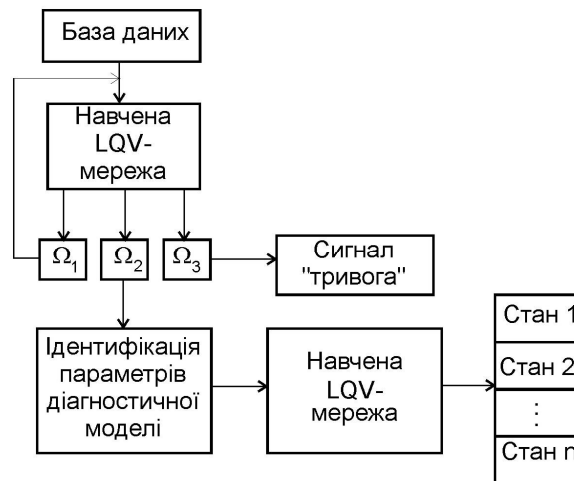 База даних
Навчена
LQV-
мережа
Ω1
Ω2
Ω3
Сигнал
"тривога"
Ідентифікація
параметрів
діагностичної
моделі
Навчена
LQV-
мережа
Стан 1
Стан 2
⋮
Стан n